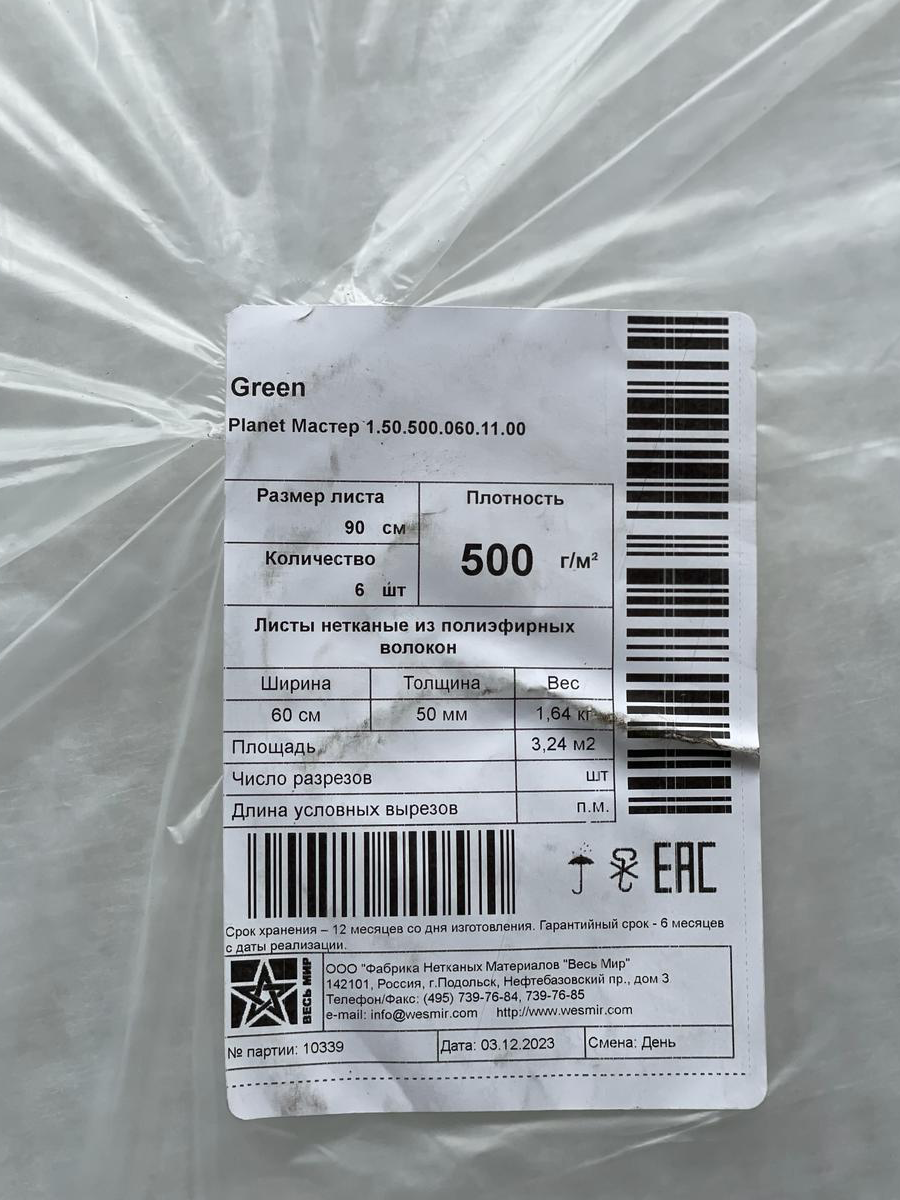 Green
Planet Мастер 1.50.500.060.11.00
Размер листа
90 см
Плотность
500 г/м²
Количество
6 шт
Листы нетканые из полиэфирных
волокон
Ширина Толщина Вес
60 см 50 мм 1,64 кг
Площадь 3,24 м2
Число разрезов шт
Длина условных вырезов п.м.
EAC
Срок хранения – 12 месяцев со дня изготовления. Гарантийный срок - 6 месяцев
с даты реализации.
ВЕСЬ МИР
ООО "Фабрика Нетканых Материалов "Весь Мир"
142101, Россия, г.Подольск, Нефтебазовский пр., дом 3
Телефон/Факс: (495) 739-76-84, 739-76-85
e-mail: info@wesmir.com http://www.wesmir.com
№ партии: 10339 Дата: 03.12.2023 Смена: День